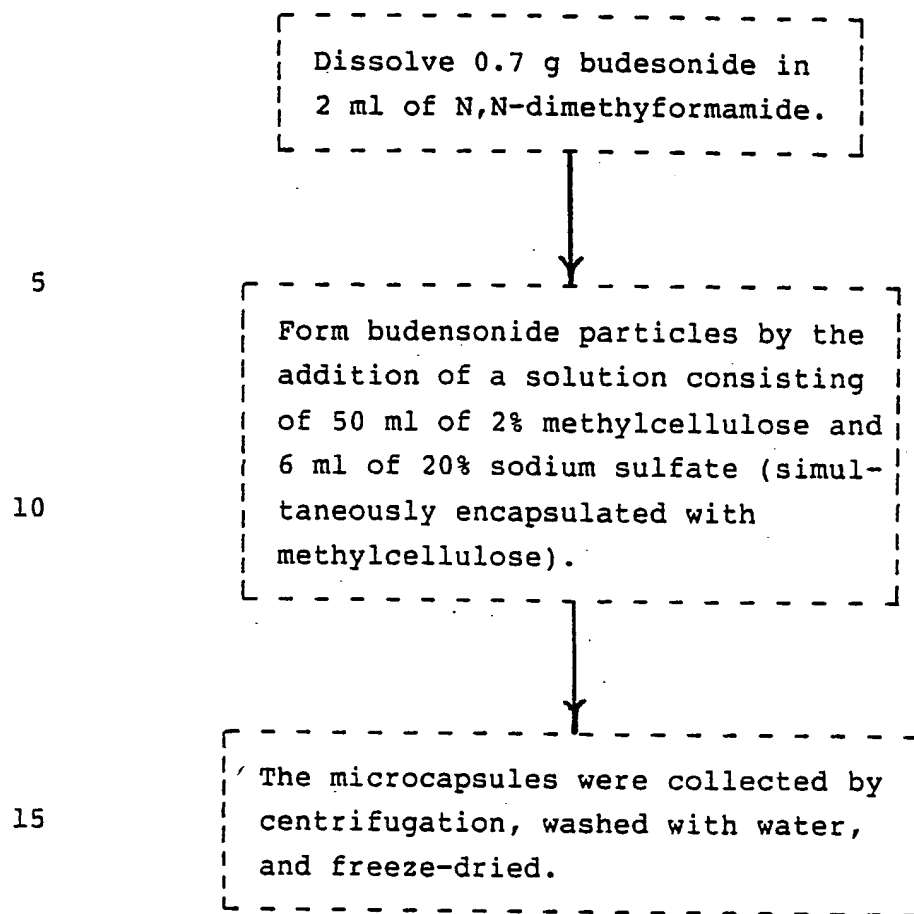 Dissolve 0.7 g budesonide in
2 ml of N,N-dimethyformamide.
5
Form budensonide particles by the
addition of a solution consisting
of 50 ml of 2% methylcellulose and
6 ml of 20% sodium sulfate (simul-
10 taneously encapsulated with
methylcellulose).
The microcapsules were collected by
15 centrifugation, washed with water,
and freeze-dried.